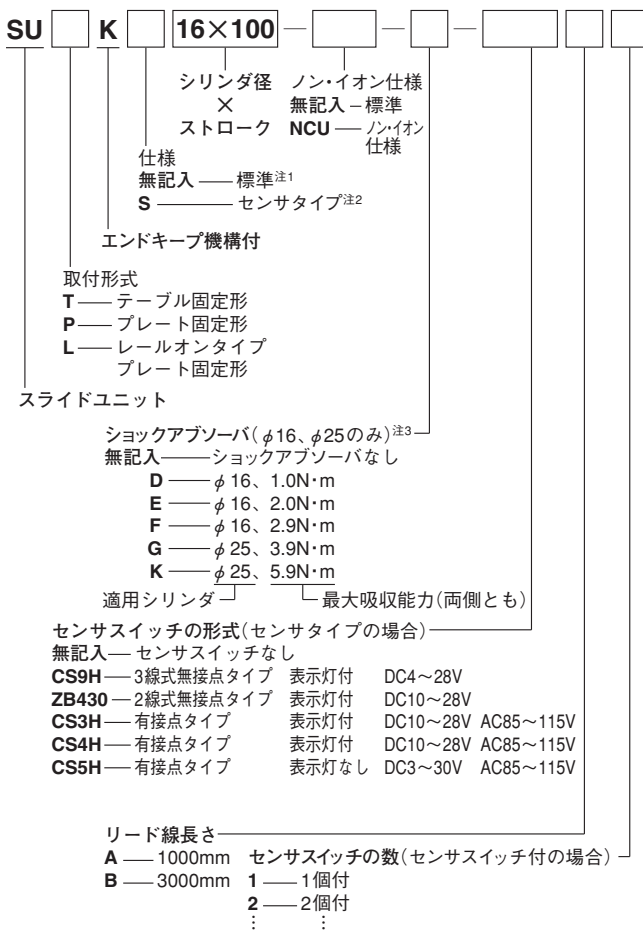 SU K 16×100 — — —
シリンダ径 ノン・イオン仕様
× 無記入 – 標準
ストローク NCU — ノン・イオン
仕様
仕様
無記入 — 標準注1
S — センサタイプ注2
エンドキープ機構付
取付形式
T — テーブル固定形
P — プレート固定形
L — レールオンタイプ
プレート固定形
スライドユニット
ショックアブソーバ(φ16、φ25のみ)注3
無記入 — ショックアブソーバなし
D — φ16、1.0N・m
E — φ16、2.0N・m
F — φ16、2.9N・m
G — φ25、3.9N・m
K — φ25、5.9N・m
適用シリンダ 最大吸収能力(両側とも)
センサスイッチの形式(センサタイプの場合)
無記入 — センサスイッチなし
CS9H — 3線式無接点タイプ 表示灯付 DC4〜28V
ZB430 — 2線式無接点タイプ 表示灯付 DC10〜28V
CS3H — 有接点タイプ 表示灯付 DC10〜28V AC85〜115V
CS4H — 有接点タイプ 表示灯付 DC10〜28V AC85〜115V
CS5H — 有接点タイプ 表示灯なし DC3〜30V AC85〜115V
リード線長さ
A — 1000mm センサスイッチの数(センサスイッチ付の場合)
B — 3000mm 1 — 1個付
2 — 2個付
⋮ ⋮